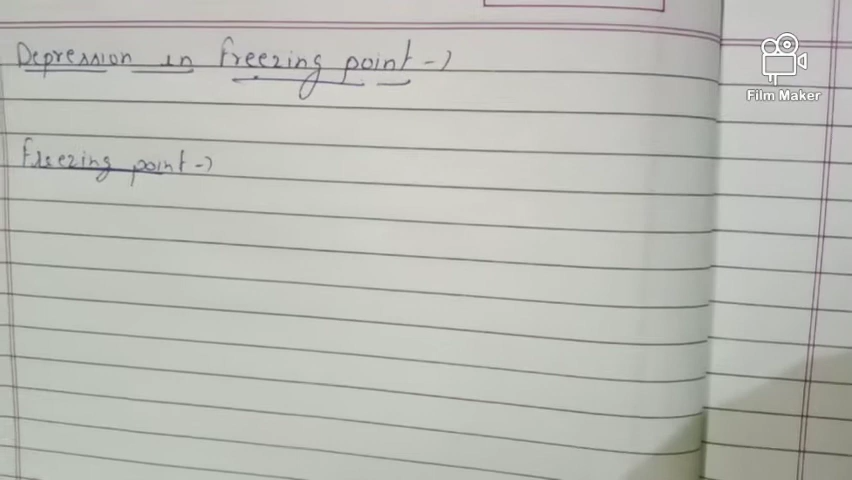 Depression in freezing point →
Freezing point →
Film Maker